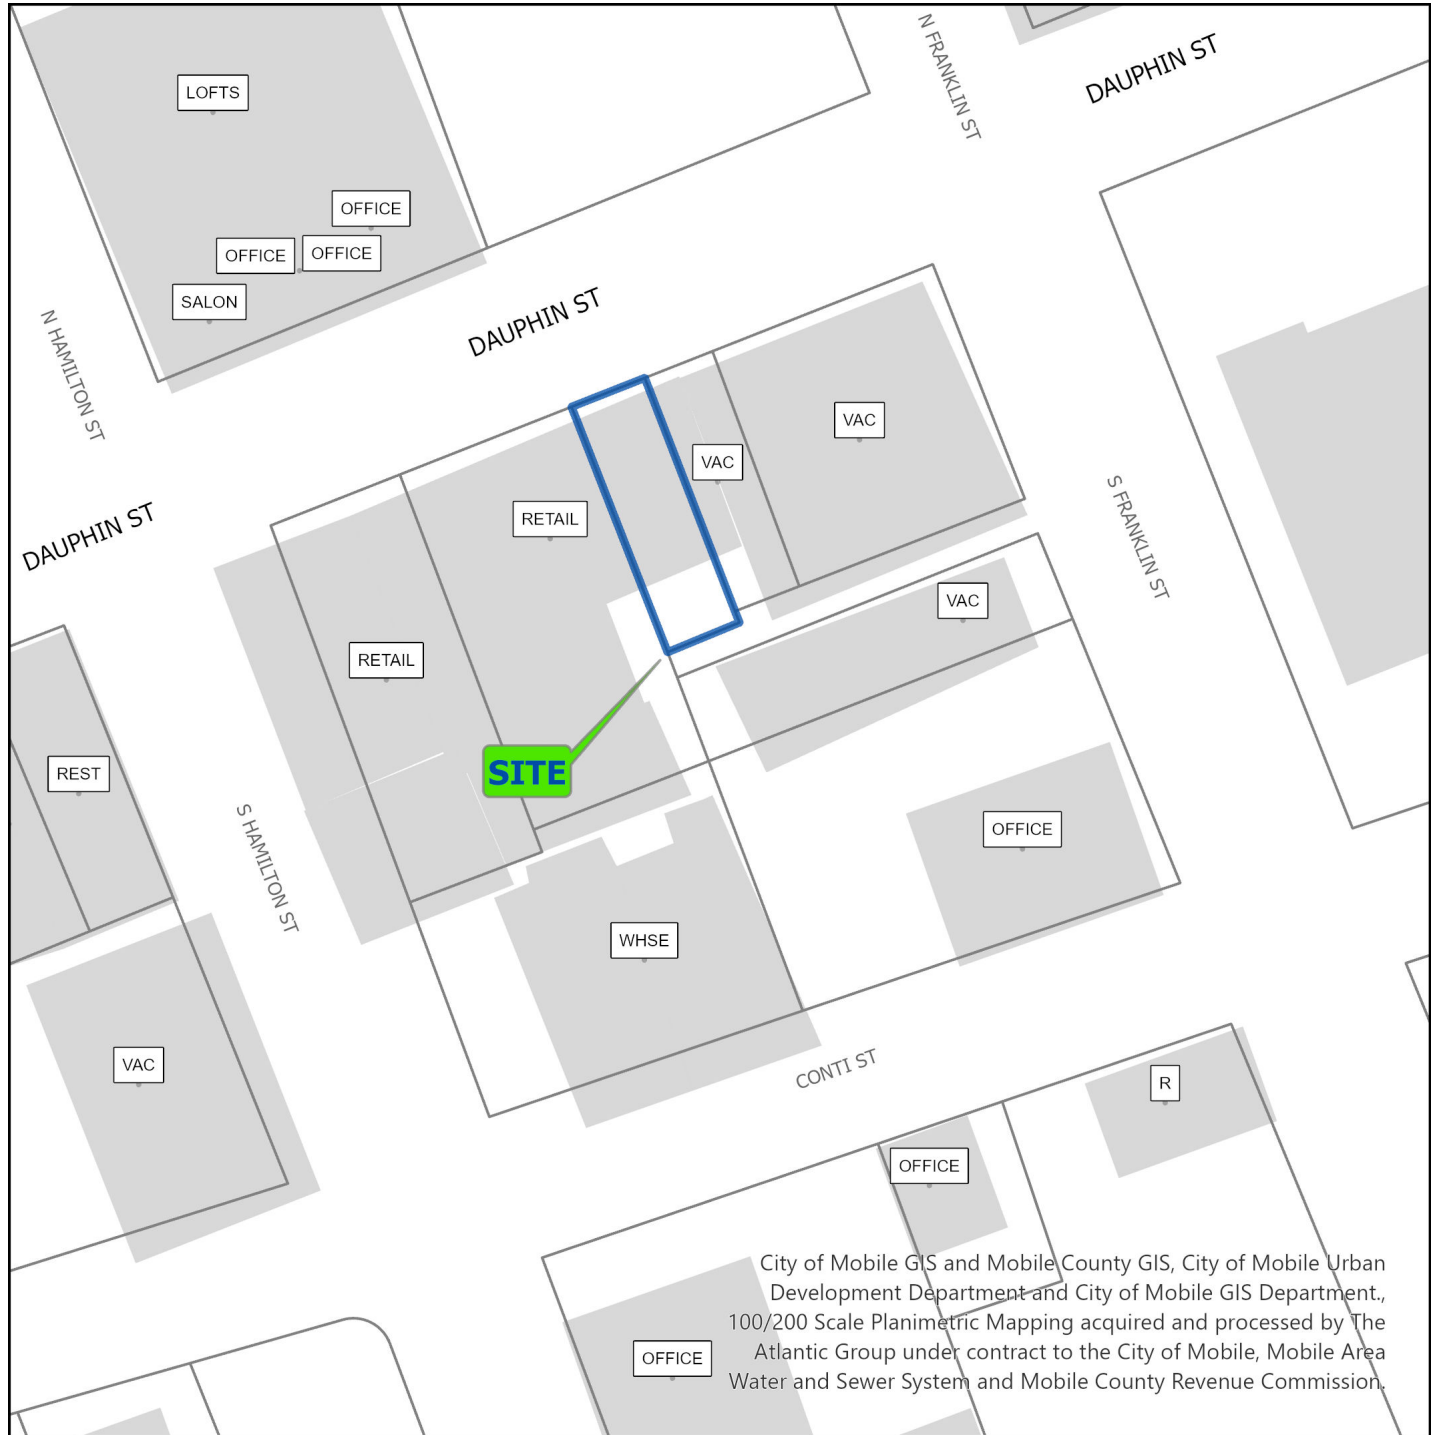 N FRANKLIN ST
DAUPHIN ST
LOFTS
OFFICE
OFFICE
OFFICE
SALON
N HAMILTON ST
DAUPHIN ST
VAC
VAC
RETAIL
DAUPHIN ST
S FRANKLIN ST
VAC
RETAIL
REST
SITE
S HAMILTON ST
OFFICE
WHSE
VAC
CONTI ST
R
OFFICE
OFFICE
City of Mobile GIS and Mobile County GIS, City of Mobile Urban
Development Department and City of Mobile GIS Department.,
100/200 Scale Planimetric Mapping acquired and processed by The
Atlantic Group under contract to the City of Mobile, Mobile Area
Water and Sewer System and Mobile County Revenue Commission.